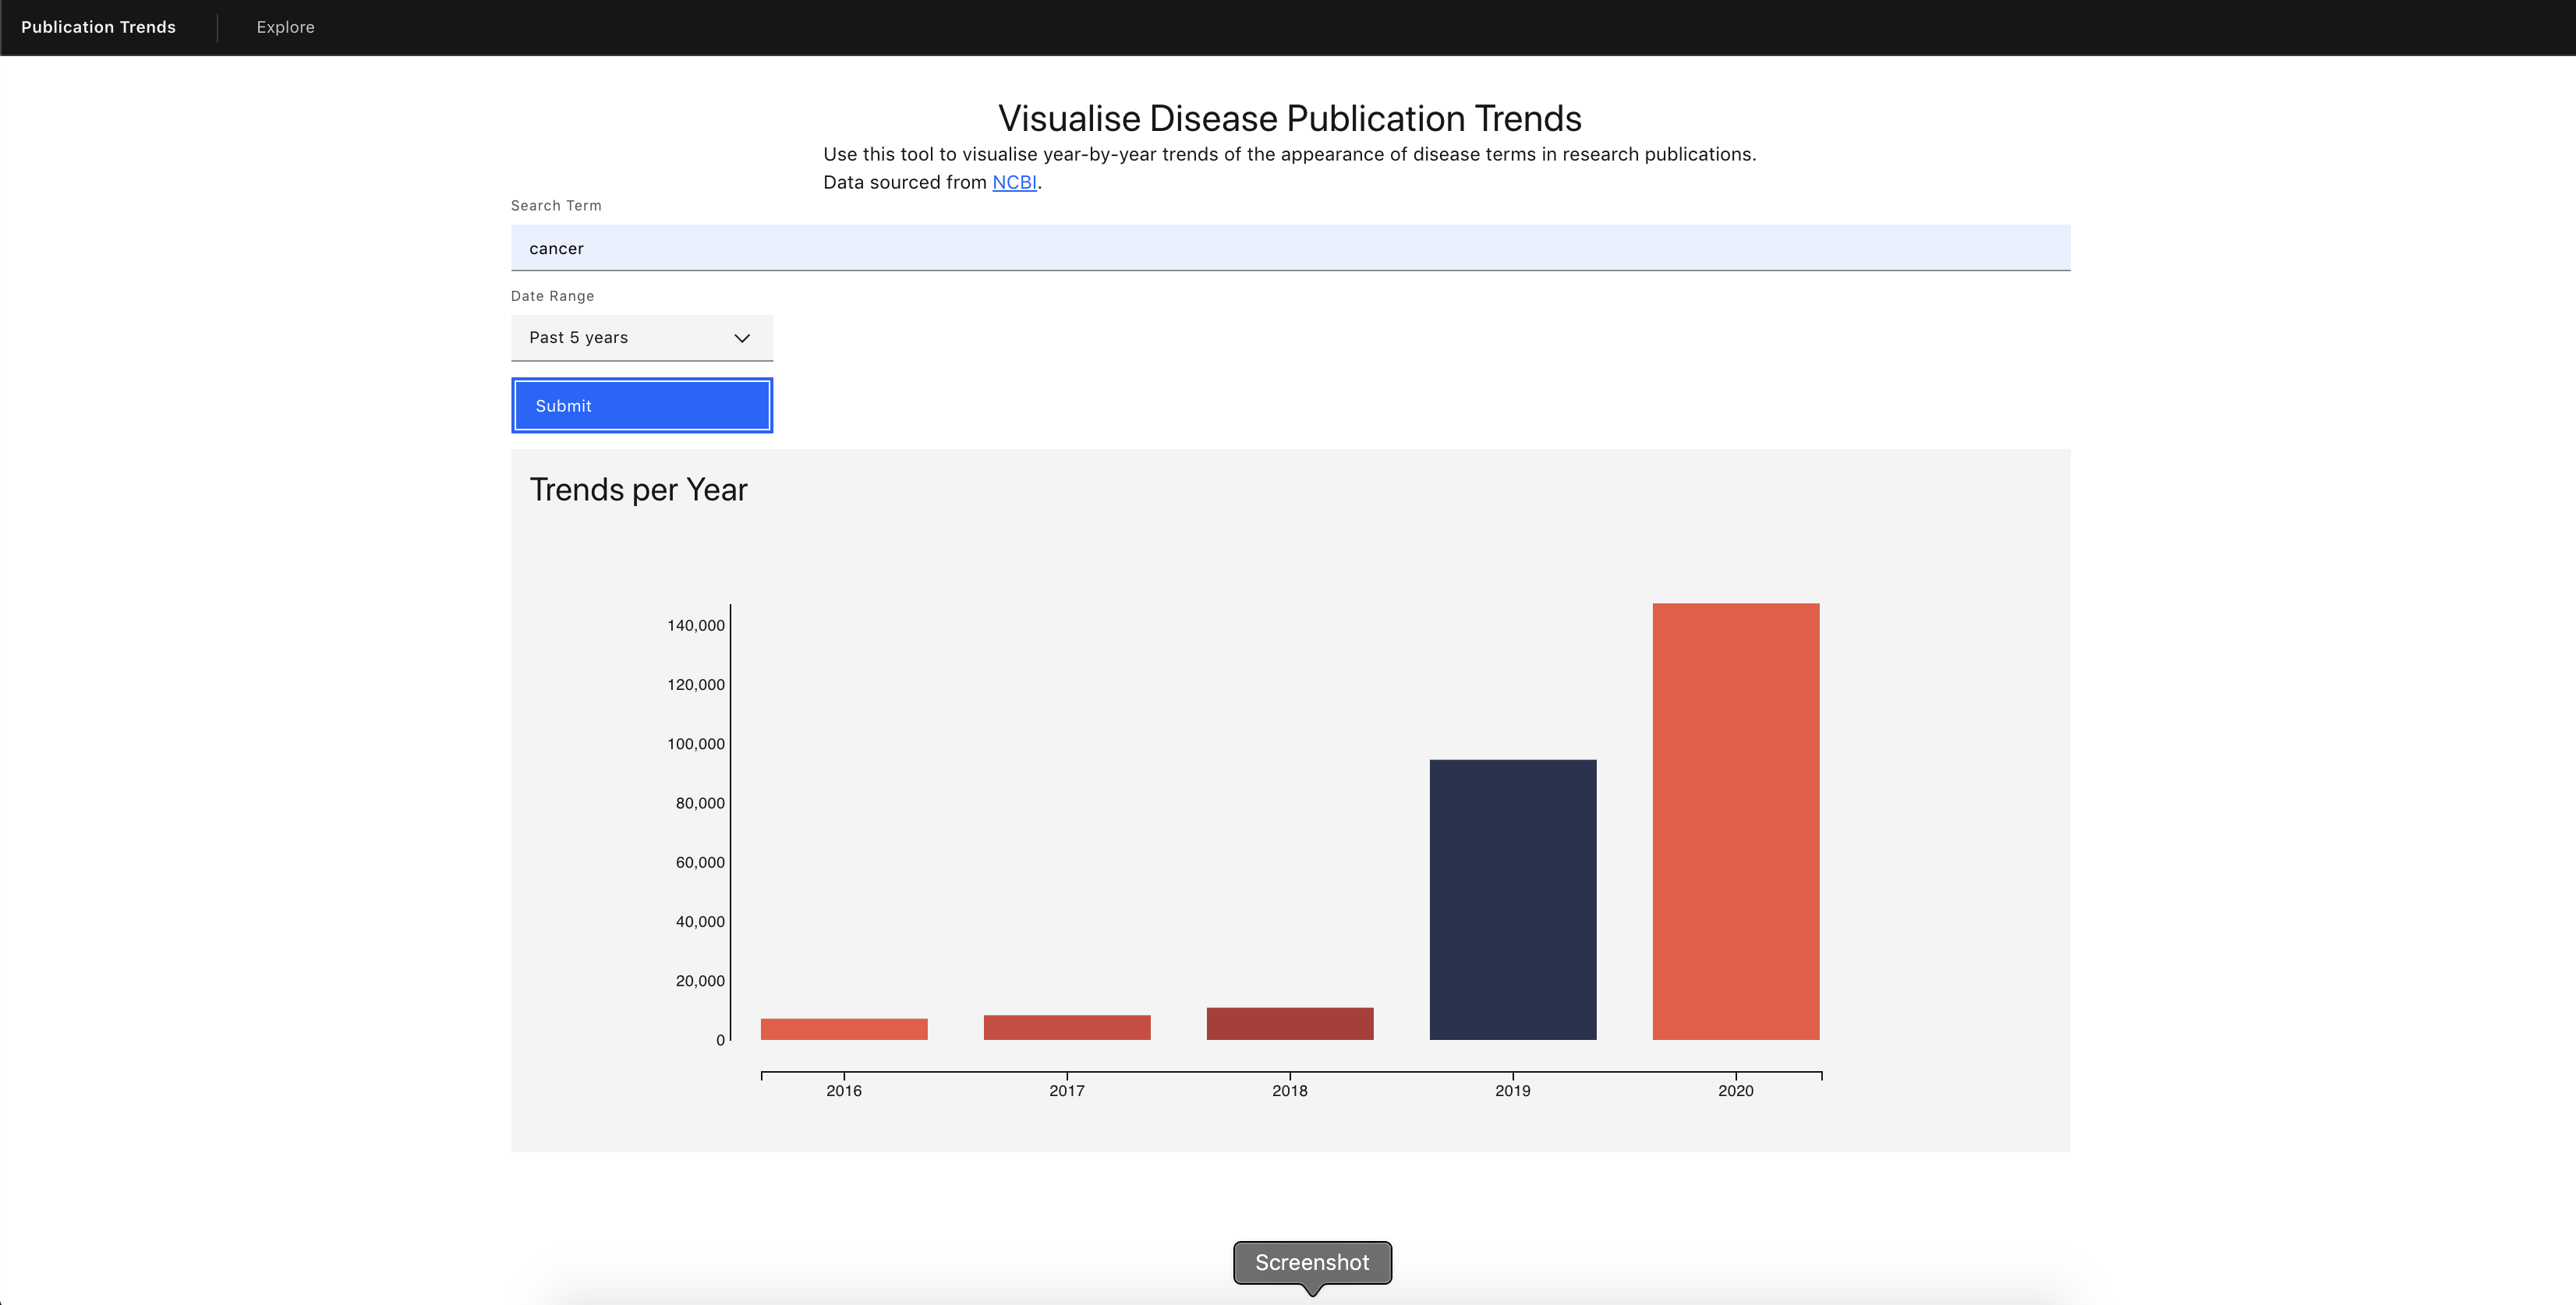 Publication Trends
Explore
Visualise Disease Publication Trends
Use this tool to visualise year-by-year trends of the appearance of disease terms in research publications.
Data sourced from NCBI.
Search Term
cancer
Date Range
Past 5 years
Submit
Trends per Year
140,000
120,000
100,000
80,000
60,000
40,000
20,000
0
2016 2017 2018 2019 2020
Screenshot